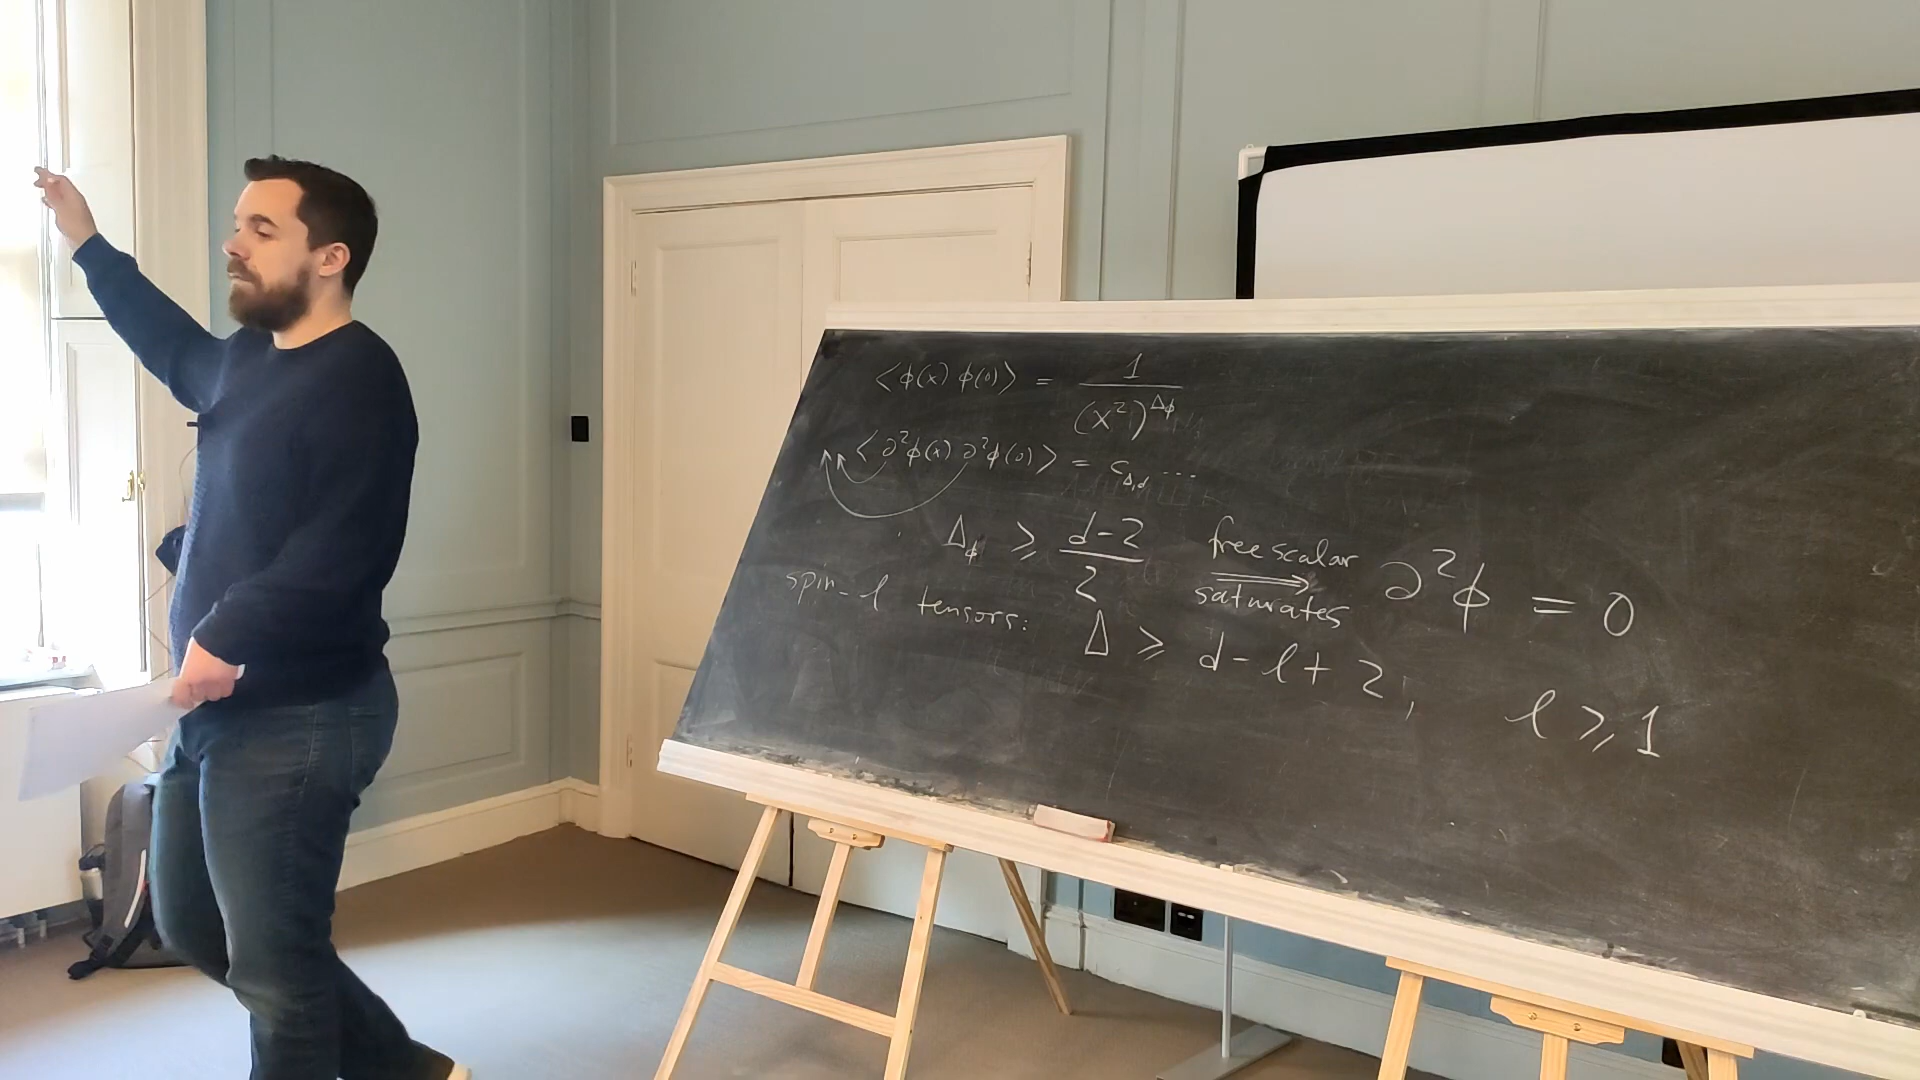 ⟨ϕ(x) ϕ(0)⟩ = 1/(x²)^Δϕ
⟨∂²ϕ(x) ∂²ϕ(0)⟩ = c_Δ,d ...
Δϕ ⩾ (d-2)/2 free scalar ⟹ saturates ∂²ϕ = 0
spin-ℓ tensors: Δ ⩾ d-ℓ+2, ℓ ⩾ 1